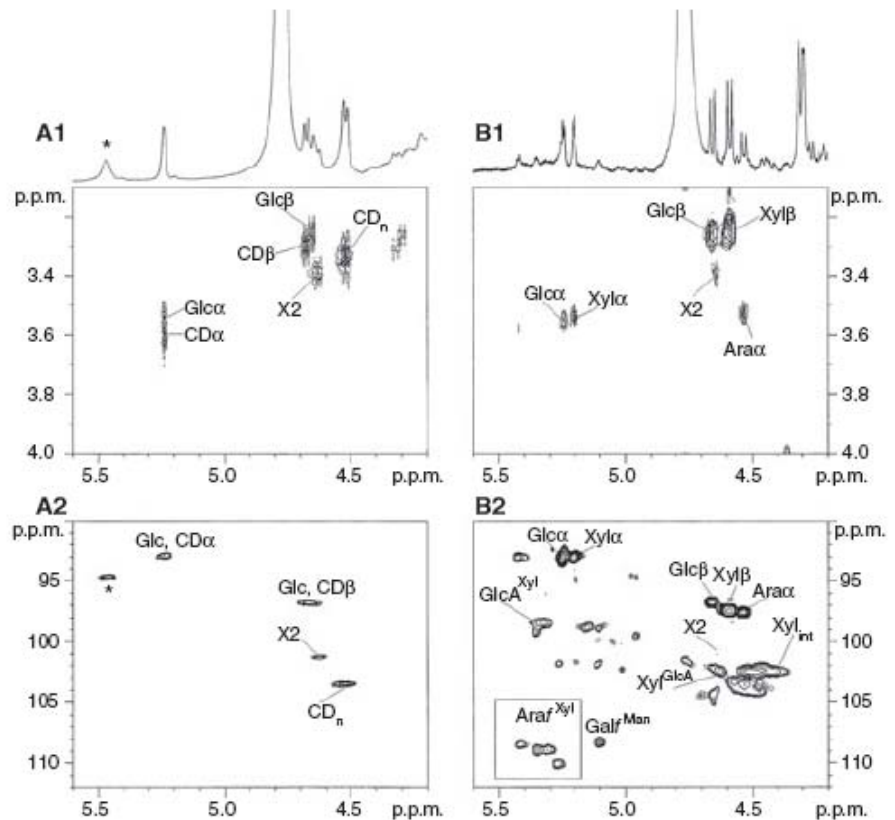 A1
*
B1
p.p.m.
p.p.m.
Glcβ
CDβ
CDn
X2
Glcα
CDα
Glcβ
Xylβ
Glcα
Xylα
X2
Araα
3.4
3.6
3.8
4.0
3.4
3.6
3.8
4.0
5.5
5.0
4.5
p.p.m.
5.5
5.0
4.5
p.p.m.
A2
p.p.m.
B2
p.p.m.
Glc, CDα
*
Glc, CDβ
X2
CDn
Glcα
Xylα
GlcA Xyl
Glcβ
Xylβ
Araα
X2
Xyl int
Xyl GlcA
Araf Xyl
Galf Man
95
100
105
110
95
100
105
110
5.5
5.0
4.5
p.p.m.
5.0
4.5
p.p.m.